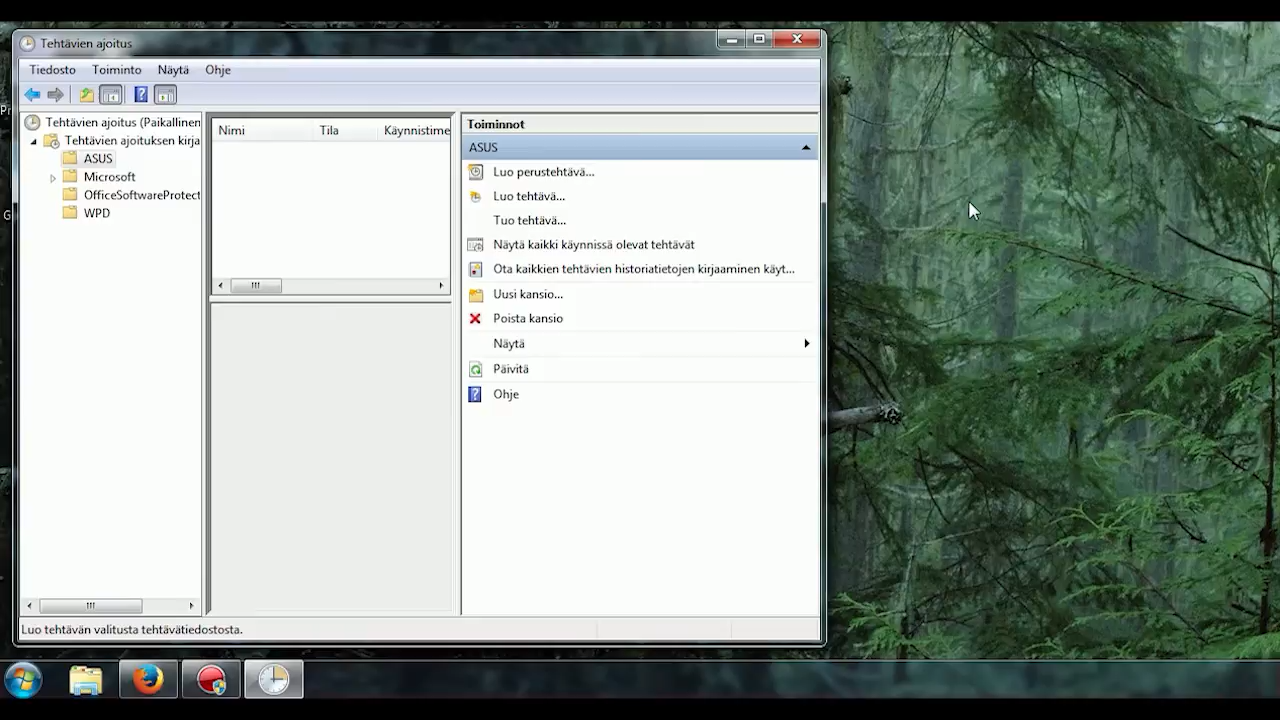 Tehtävien ajoitus
Tiedosto Toiminto Näytä Ohje
Tehtävien ajoitus (Paikallinen
Tehtävien ajoituksen kirja
ASUS
Microsoft
OfficeSoftwareProtect
WPD
Nimi Tila Käynnistime
Toiminnot
ASUS
Luo perustehtävä...
Luo tehtävä...
Tuo tehtävä...
Näytä kaikki käynnissä olevat tehtävät
Ota kaikkien tehtävien historiatietojen kirjaaminen käyt...
Uusi kansio...
Poista kansio
Näytä
Päivitä
Ohje
Luo tehtävän valitusta tehtävätiedostosta.